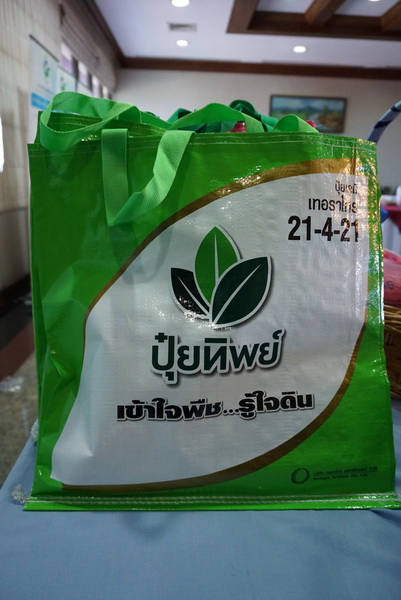 ปุ๋ยเคมี
เทอราโกร
21-4-21
ปุ๋ยทิพย์
เข้าใจพืช...รู้ใจดิน